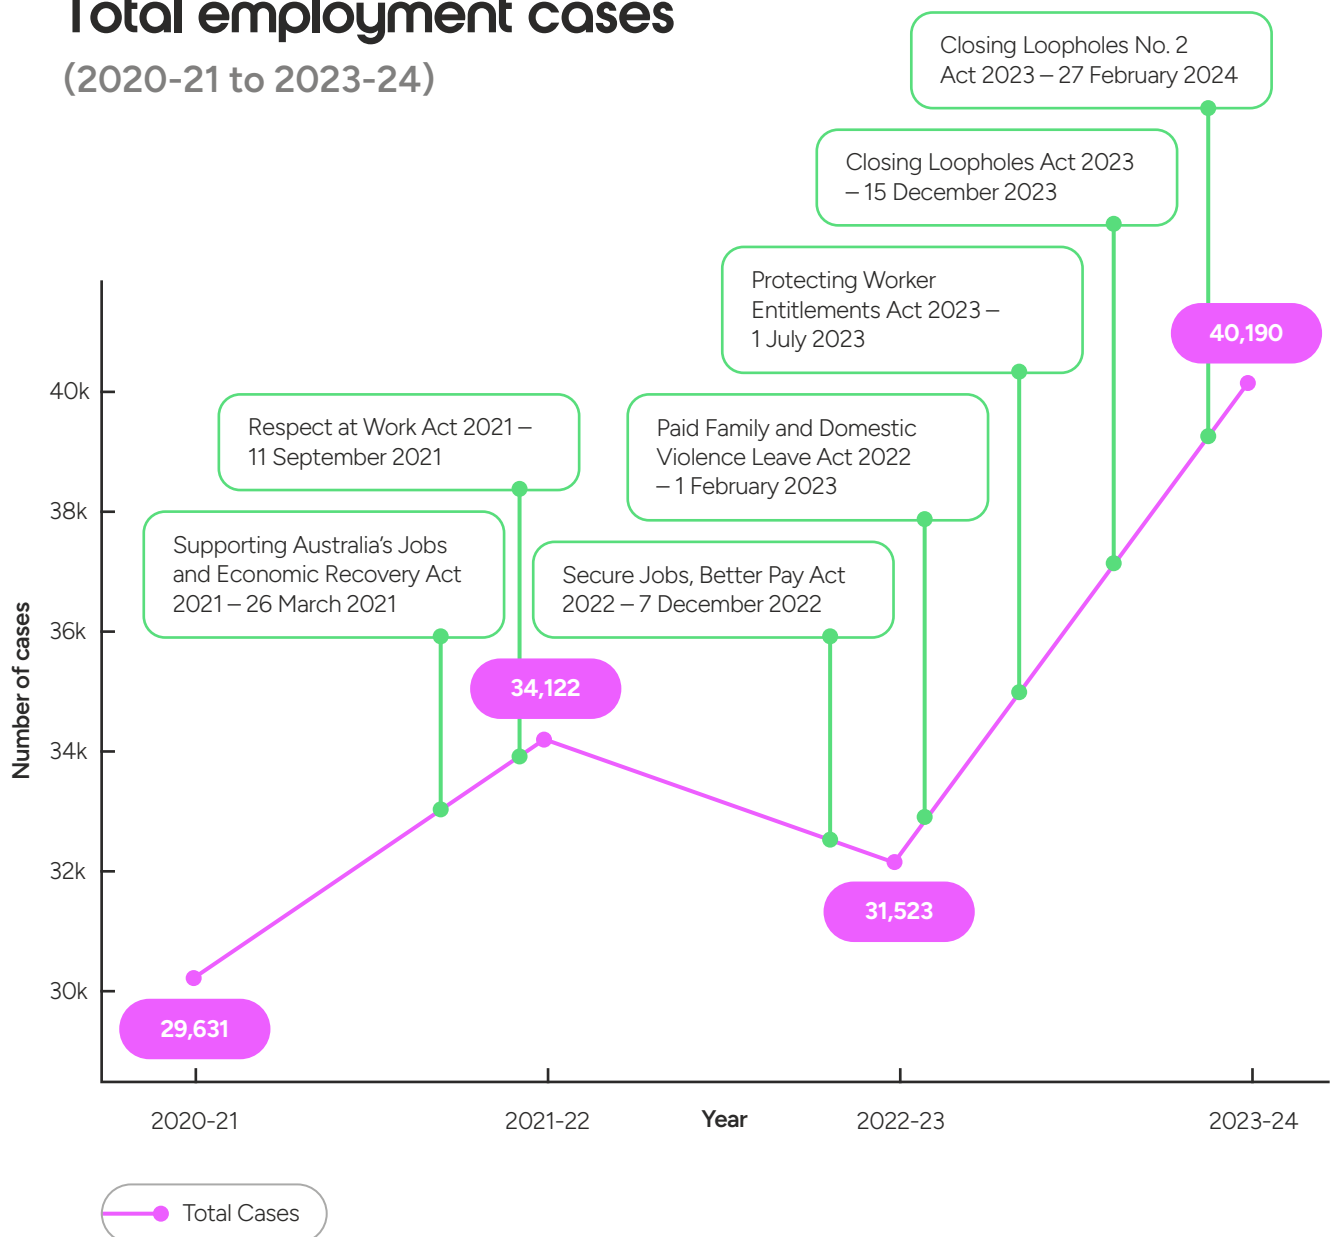 Total employment cases
(2020-21 to 2023-24)
Closing Loopholes No. 2
Act 2023 – 27 February 2024
Closing Loopholes Act 2023
– 15 December 2023
Protecting Worker
Entitlements Act 2023 –
1 July 2023
40,190
Respect at Work Act 2021 –
11 September 2021
Paid Family and Domestic
Violence Leave Act 2022
– 1 February 2023
Supporting Australia’s Jobs
and Economic Recovery Act
2021 – 26 March 2021
Secure Jobs, Better Pay Act
2022 – 7 December 2022
34,122
31,523
29,631
Number of cases
40k
38k
36k
34k
32k
30k
2020-21
2021-22
Year
2022-23
2023-24
Total Cases